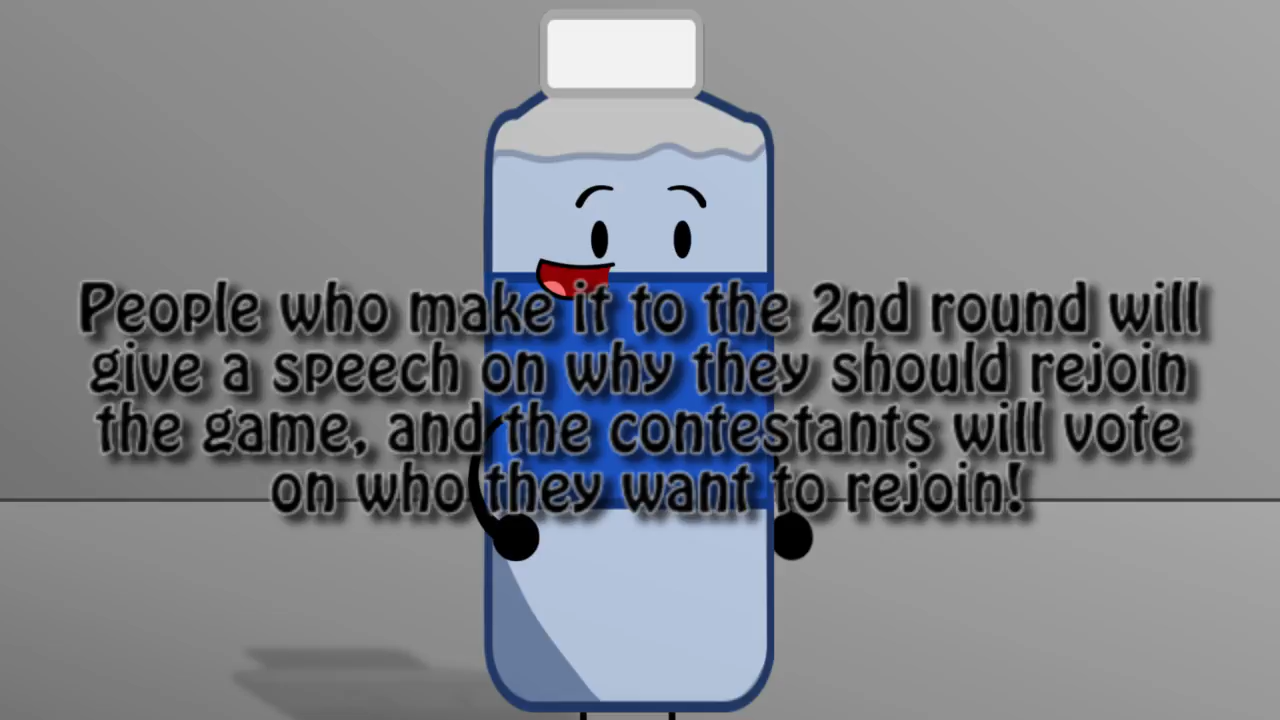 People who make it to the 2nd round will
give a speech on why they should rejoin
the game, and the contestants will vote
on who they want to rejoin!